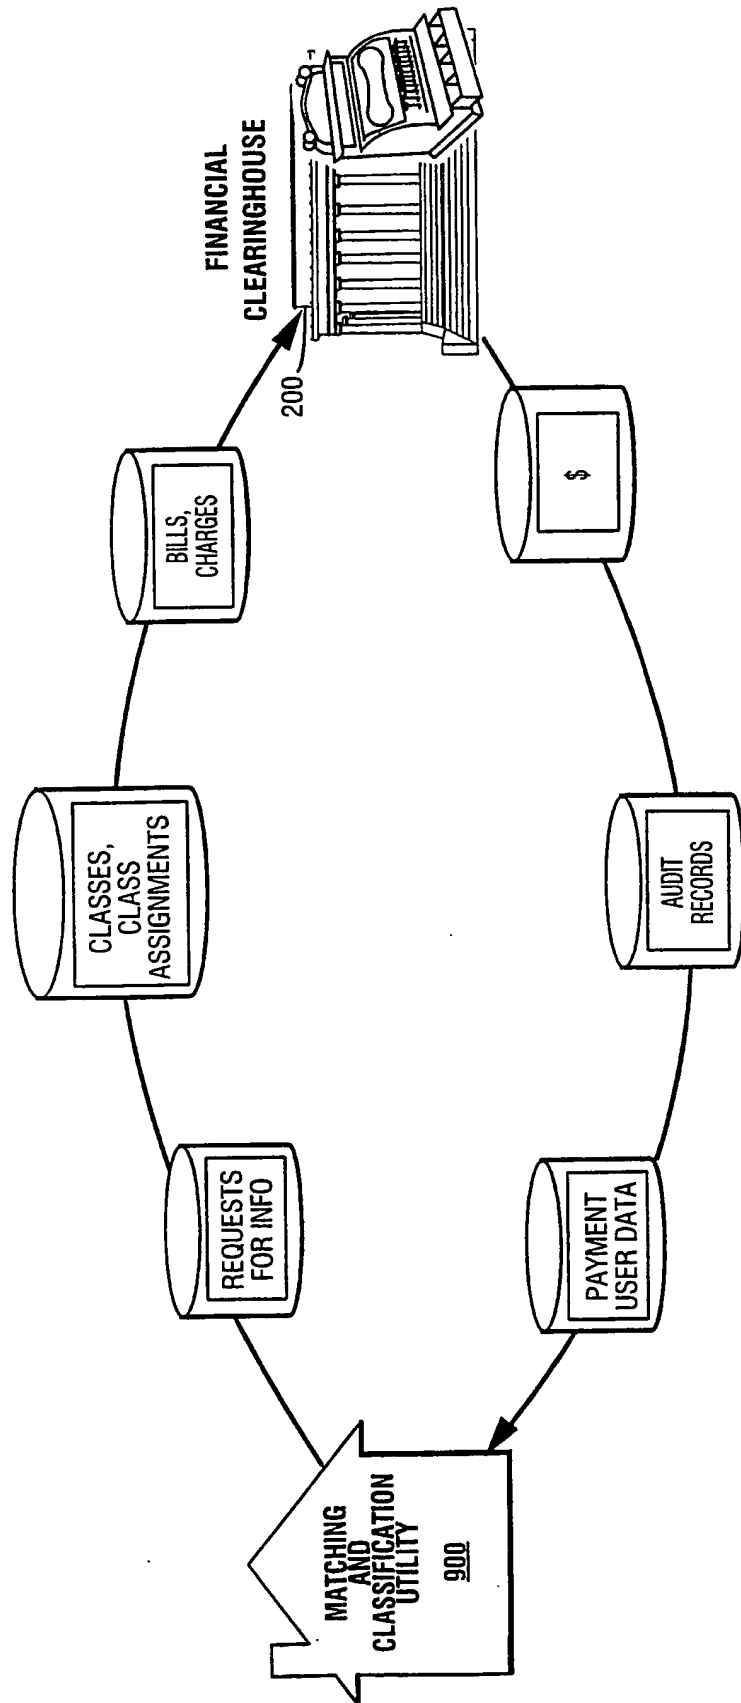 FINANCIAL
CLEARINGHOUSE
200
BILLS,
CHARGES
CLASSES,
CLASS
ASSIGNMENTS
REQUESTS
FOR INFO
MATCHING
AND
CLASSIFICATION
UTILITY
900
$
AUDIT
RECORDS
PAYMENT
USER DATA